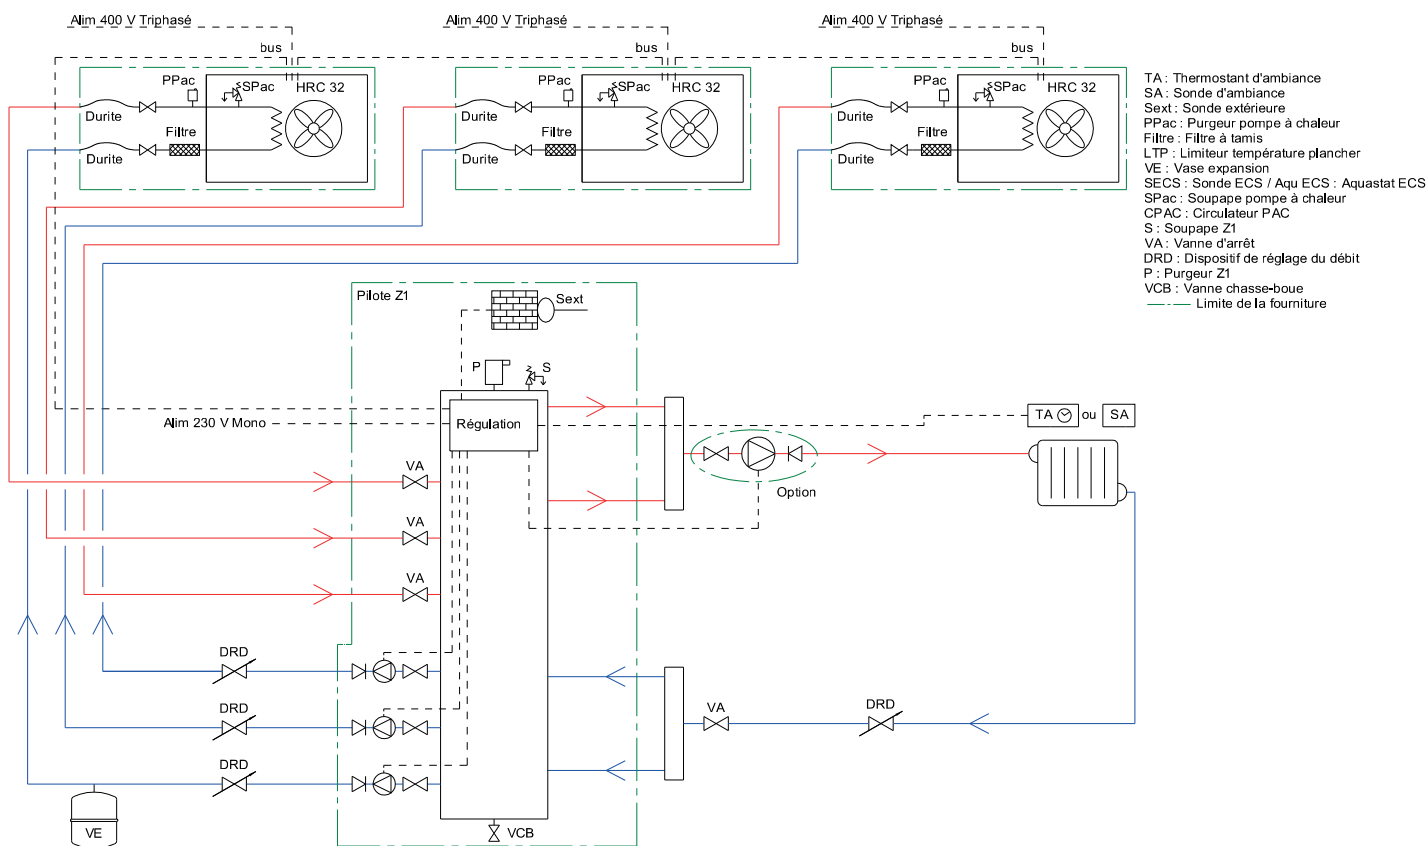 Alim 400 V Triphasé
Alim 400 V Triphasé
Alim 400 V Triphasé
bus
bus
bus
PPac
SPac
HRC 32
Durite
Filtre
Durite
PPac
SPac
HRC 32
Durite
Filtre
Durite
PPac
SPac
HRC 32
Durite
Filtre
Durite
TA : Thermostant d'ambiance
SA : Sonde d'ambiance
Sext : Sonde extérieure
PPac : Purgeur pompe à chaleur
Filtre : Filtre à tamis
LTP : Limiteur température plancher
VE : Vase expansion
SECS : Sonde ECS / Aqu ECS : Aquastat ECS
SPac : Soupape pompe à chaleur
CPAC : Circulateur PAC
S : Soupape Z1
VA : Vanne d'arrêt
DRD : Dispositif de réglage du débit
P : Purgeur Z1
VCB : Vanne chasse-boue
Limite de la fourniture
Pilote Z1
Sext
P
S
Alim 230 V Mono
Régulation
TA
ou
SA
VA
Option
VA
VA
DRD
DRD
VA
DRD
DRD
VE
VCB